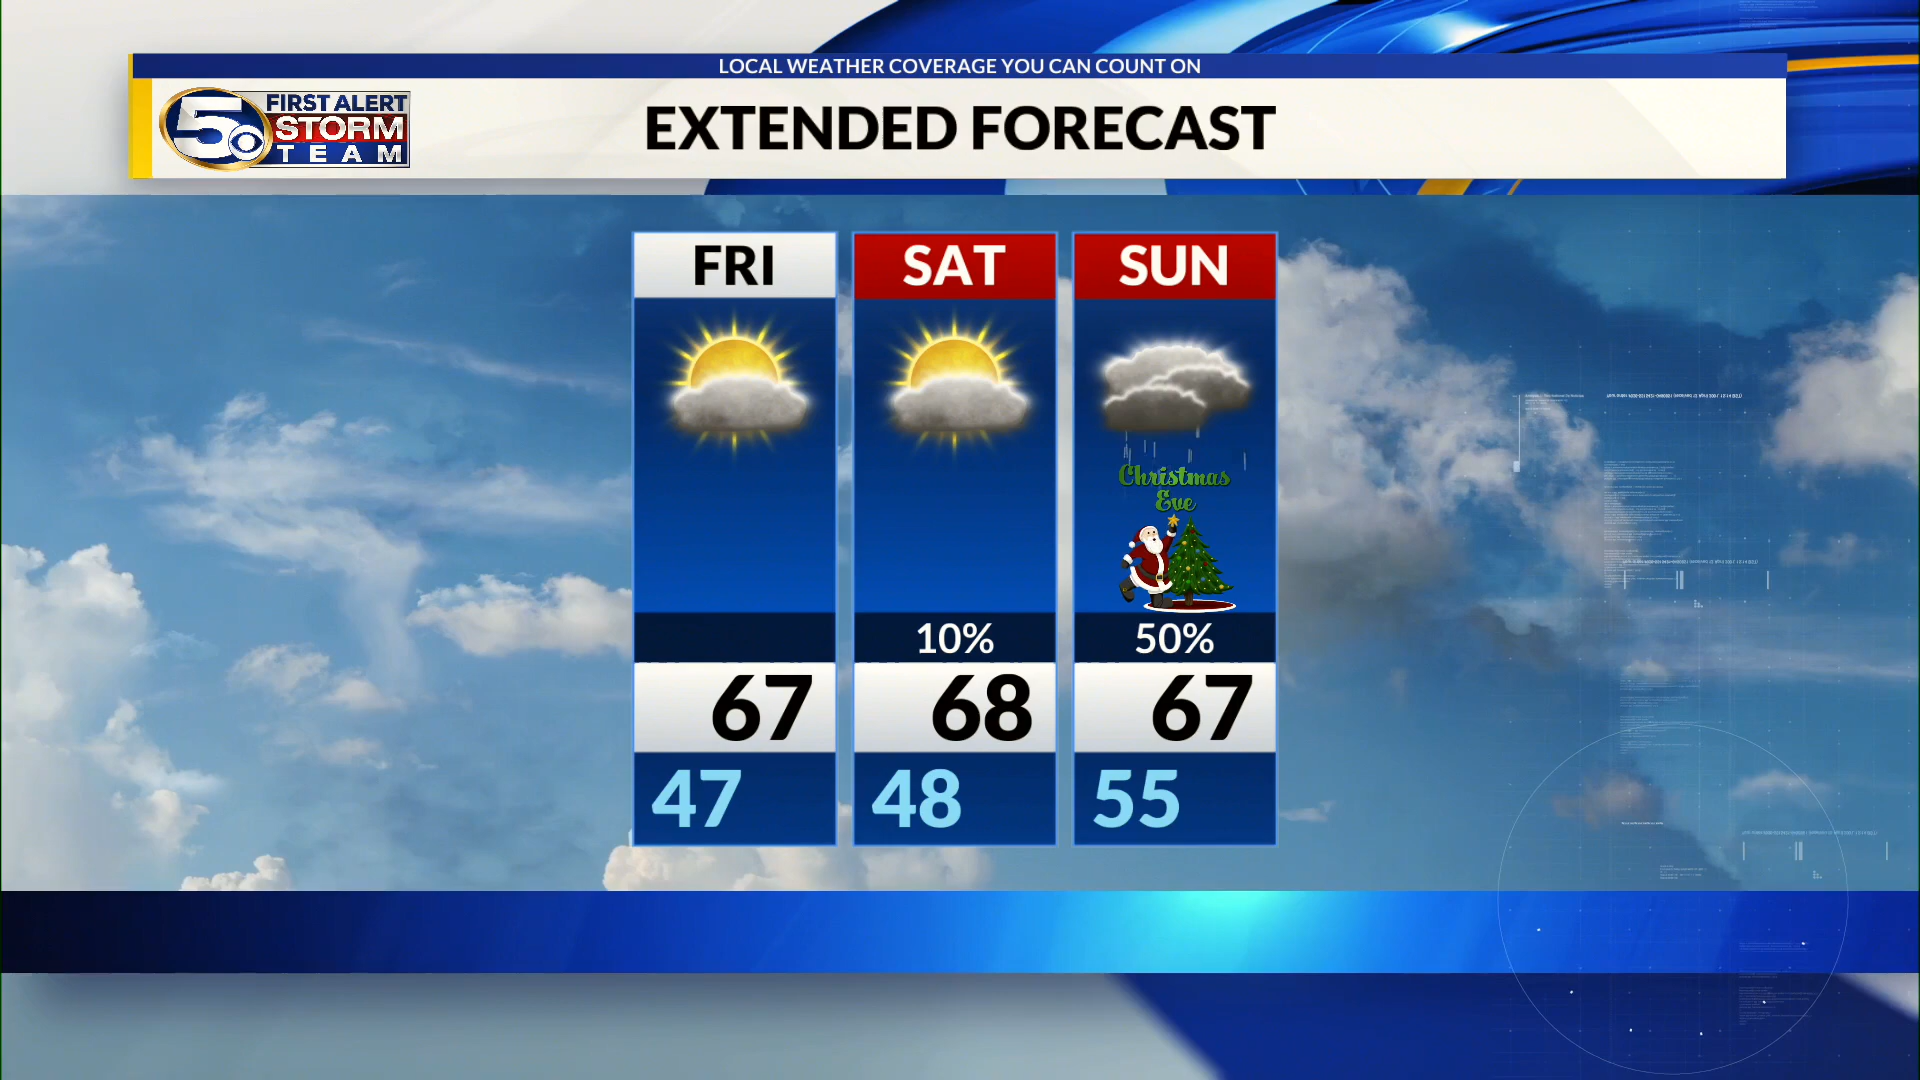 LOCAL WEATHER COVERAGE YOU CAN COUNT ON
5 FIRST ALERT
STORM
TEAM
EXTENDED FORECAST
FRI SAT SUN
Christmas
Eve
10% 50%
67 68 67
47 48 55